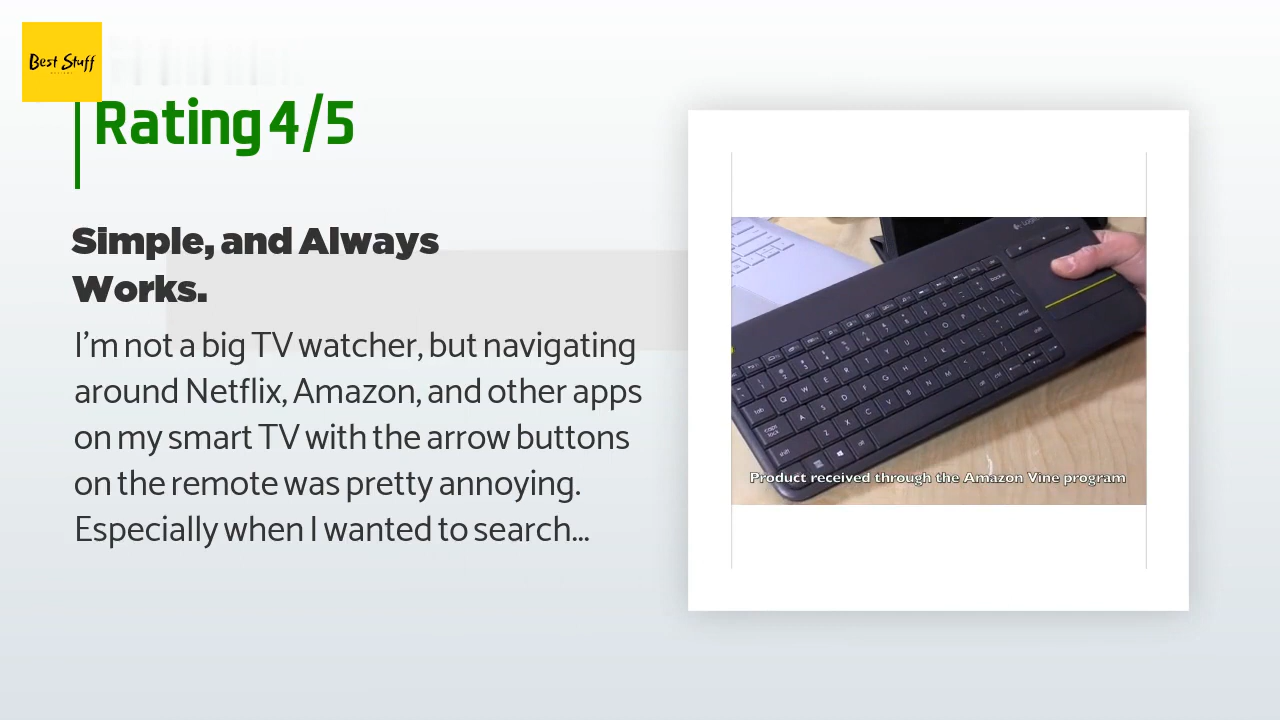 Best Stuff
Rating 4/5
Simple, and Always
Works.
I'm not a big TV watcher, but navigating
around Netflix, Amazon, and other apps
on my smart TV with the arrow buttons
on the remote was pretty annoying.
Especially when I wanted to search...
Product received through the Amazon Vine program